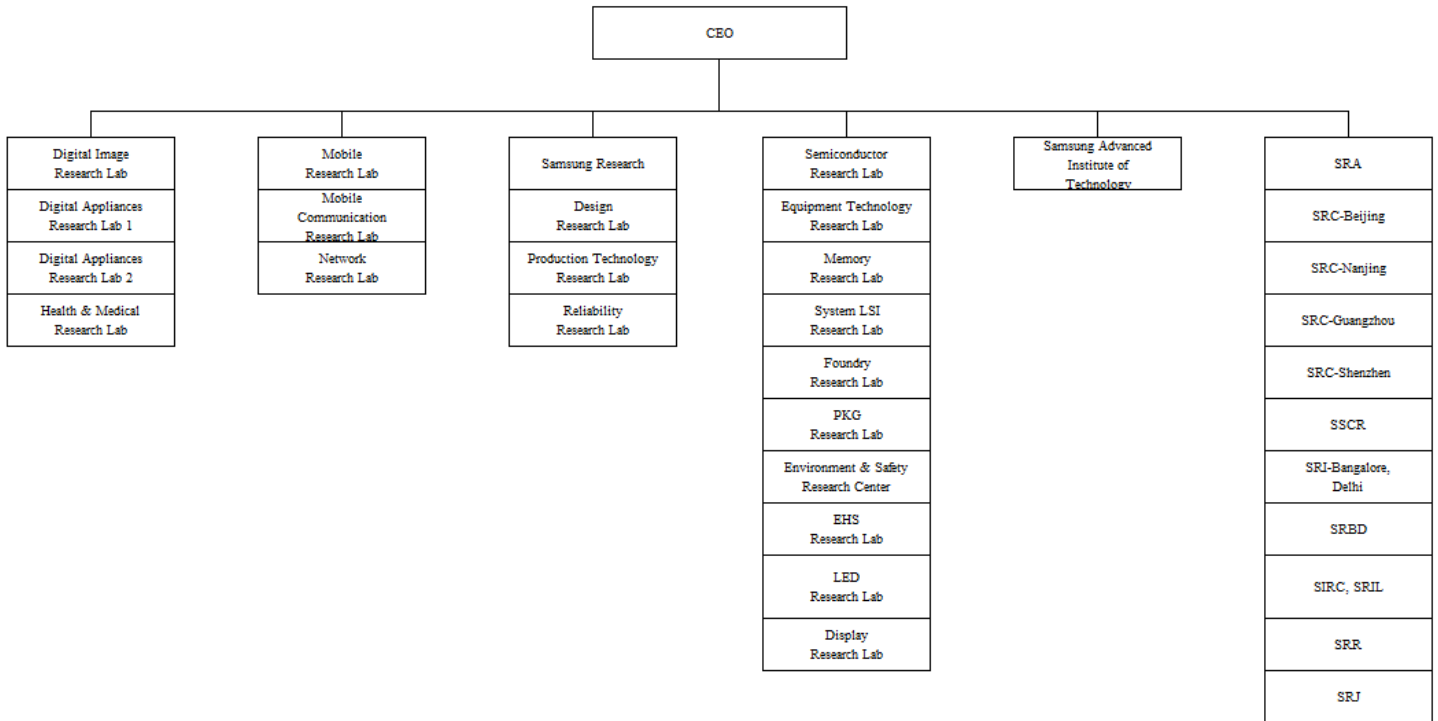 CEO
Digital Image
Research Lab
Digital Appliances
Research Lab 1
Digital Appliances
Research Lab 2
Health & Medical
Research Lab
Mobile
Research Lab
Mobile
Communication
Research Lab
Network
Research Lab
Samsung Research
Design
Research Lab
Production Technology
Research Lab
Reliability
Research Lab
Semiconductor
Research Lab
Equipment Technology
Research Lab
Memory
Research Lab
System LSI
Research Lab
Foundry
Research Lab
PKG
Research Lab
Environment & Safety
Research Center
EHS
Research Lab
LED
Research Lab
Display
Research Lab
Samsung Advanced
Institute of
Technology
SRA
SRC-Beijing
SRC-Nanjing
SRC-Guangzhou
SRC-Shenzhen
SSCR
SRI-Bangalore,
Delhi
SRBD
SIRC, SRIL
SRR
SRJ